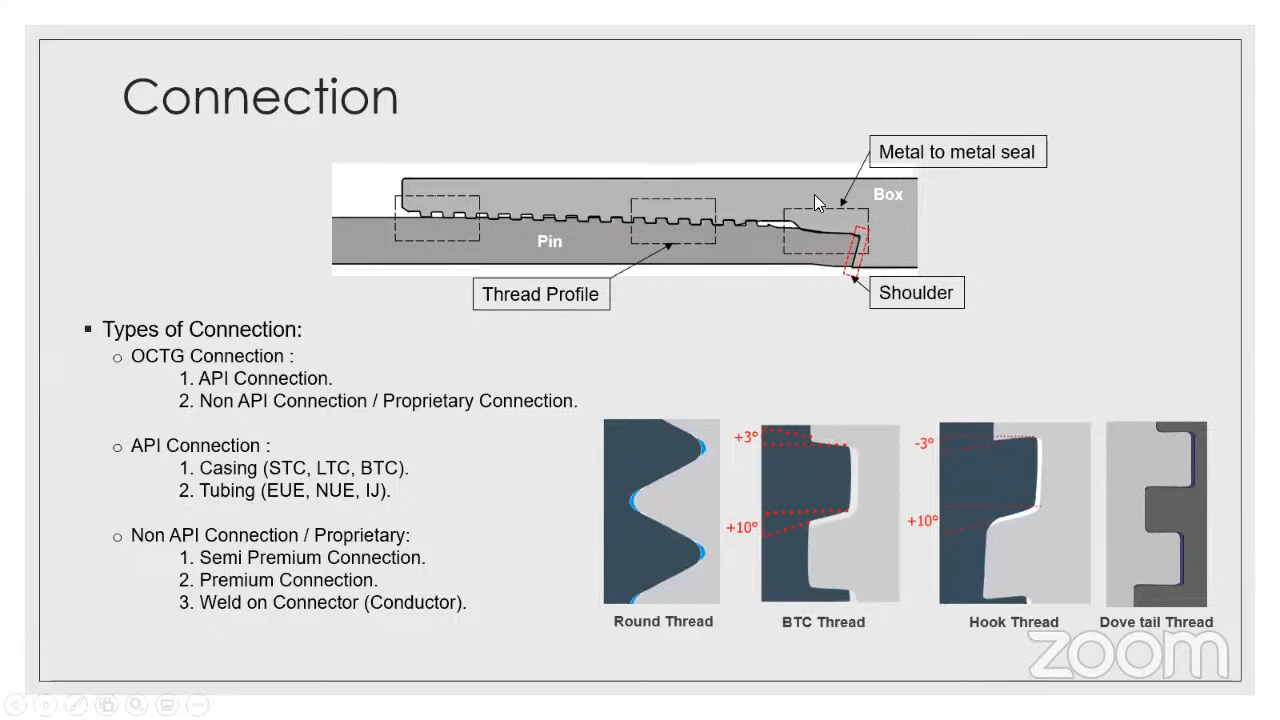 Connection
Metal to metal seal
Box
Pin
Thread Profile
Shoulder
▪ Types of Connection:
o OCTG Connection :
1. API Connection.
2. Non API Connection / Proprietary Connection.
o API Connection :
1. Casing (STC, LTC, BTC).
2. Tubing (EUE, NUE, IJ).
o Non API Connection / Proprietary:
1. Semi Premium Connection.
2. Premium Connection.
3. Weld on Connector (Conductor).
+3°
+10°
-3°
+10°
Round Thread
BTC Thread
Hook Thread
Dove tail Thread
zoom